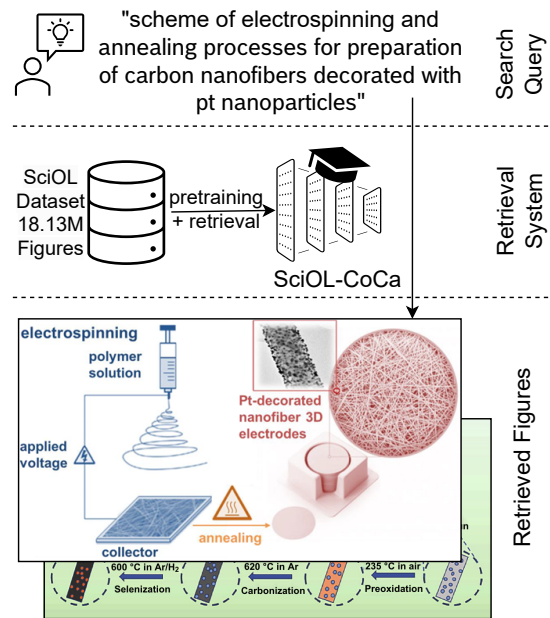 "scheme of electrospinning and
annealing processes for preparation
of carbon nanofibers decorated with
pt nanoparticles"
Search
Query
SciOL
Dataset
18.13M
Figures
pretraining
+ retrieval
SciOL-CoCa
Retrieval
System
electrospinning
polymer
solution
applied
voltage
collector
annealing
Pt-decorated
nanofiber 3D
electrodes
Retrieved Figures
600 °C in Ar/H₂
Selenization
620 °C in Ar
Carbonization
235 °C in air
Preoxidation